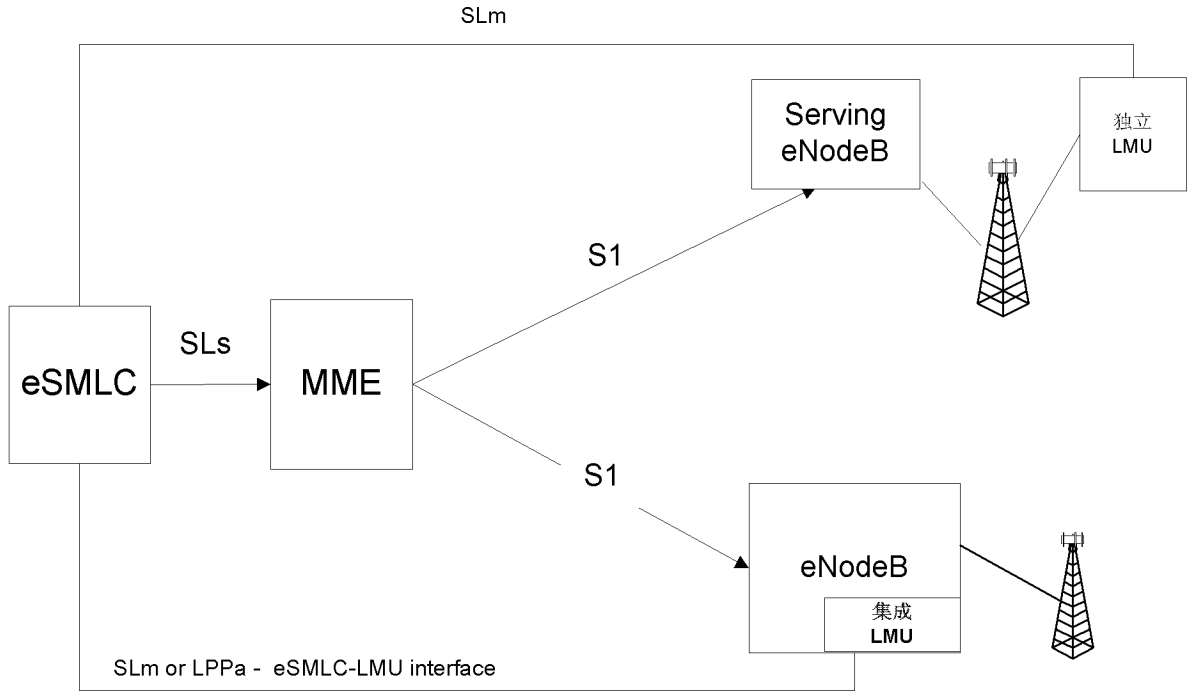 SLm
Serving
eNodeB
独立
LMU
S1
SLs
eSMLC
MME
S1
eNodeB
集成
LMU
SLm or LPPa - eSMLC-LMU interface